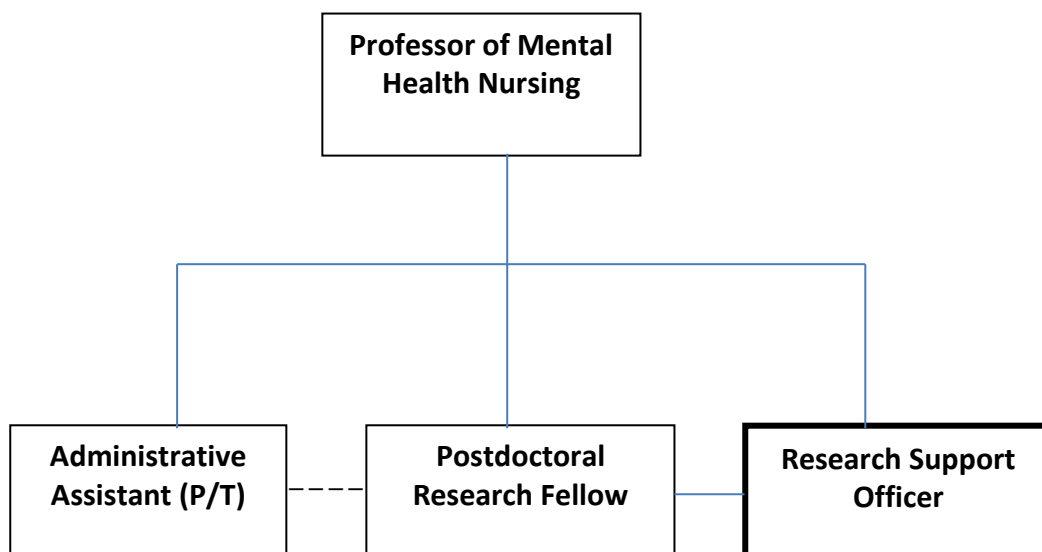 Professor of Mental
Health Nursing
Administrative
Assistant (P/T)
Postdoctoral
Research Fellow
Research Support
Officer